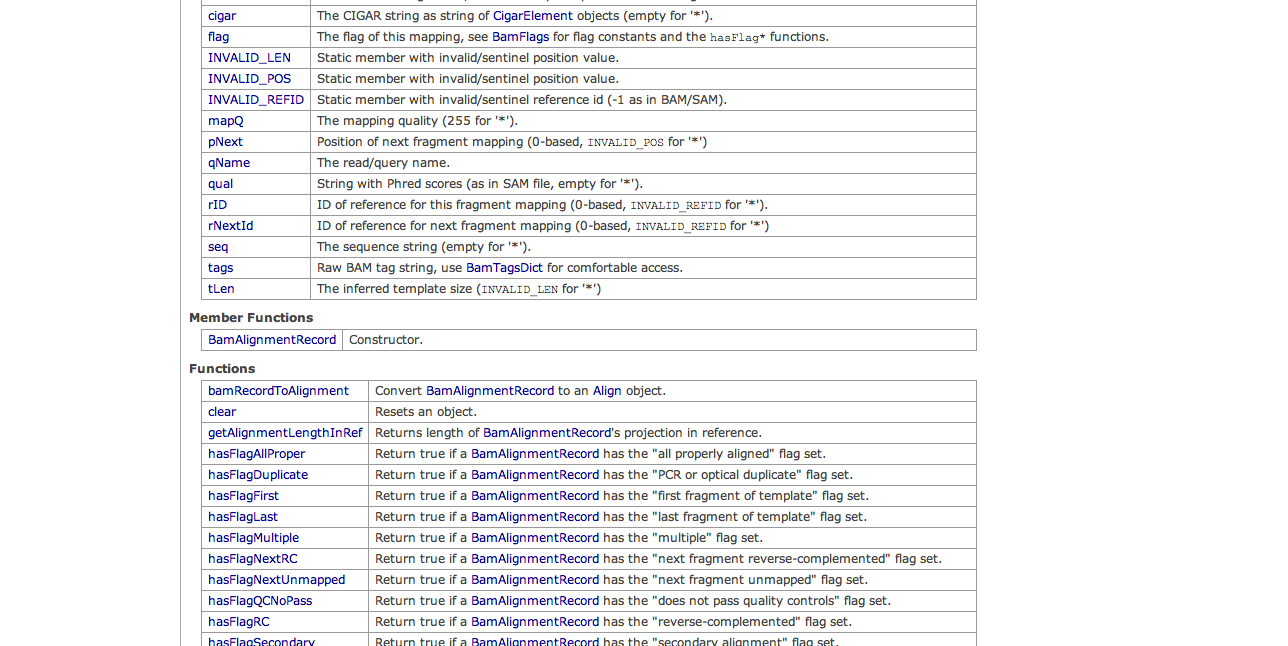 cigar The CIGAR string as string of CigarElement objects (empty for '*').
flag The flag of this mapping, see BamFlags for flag constants and the hasFlag* functions.
INVALID_LEN Static member with invalid/sentinel position value.
INVALID_POS Static member with invalid/sentinel position value.
INVALID_REFID Static member with invalid/sentinel reference id (-1 as in BAM/SAM).
mapQ The mapping quality (255 for '*').
pNext Position of next fragment mapping (0-based, INVALID_POS for '*')
qName The read/query name.
qual String with Phred scores (as in SAM file, empty for '*').
rID ID of reference for this fragment mapping (0-based, INVALID_REFID for '*').
rNextId ID of reference for next fragment mapping (0-based, INVALID_REFID for '*')
seq The sequence string (empty for '*').
tags Raw BAM tag string, use BamTagsDict for comfortable access.
tLen The inferred template size (INVALID_LEN for '*')
Member Functions
BamAlignmentRecord Constructor.
Functions
bamRecordToAlignment Convert BamAlignmentRecord to an Align object.
clear Resets an object.
getAlignmentLengthInRef Returns length of BamAlignmentRecord's projection in reference.
hasFlagAllProper Return true if a BamAlignmentRecord has the "all properly aligned" flag set.
hasFlagDuplicate Return true if a BamAlignmentRecord has the "PCR or optical duplicate" flag set.
hasFlagFirst Return true if a BamAlignmentRecord has the "first fragment of template" flag set.
hasFlagLast Return true if a BamAlignmentRecord has the "last fragment of template" flag set.
hasFlagMultiple Return true if a BamAlignmentRecord has the "multiple" flag set.
hasFlagNextRC Return true if a BamAlignmentRecord has the "next fragment reverse-complemented" flag set.
hasFlagNextUnmapped Return true if a BamAlignmentRecord has the "next fragment unmapped" flag set.
hasFlagQCNoPass Return true if a BamAlignmentRecord has the "does not pass quality controls" flag set.
hasFlagRC Return true if a BamAlignmentRecord has the "reverse-complemented" flag set.
hasFlagSecondary Return true if a BamAlignmentRecord has the "secondary alignment" flag set.